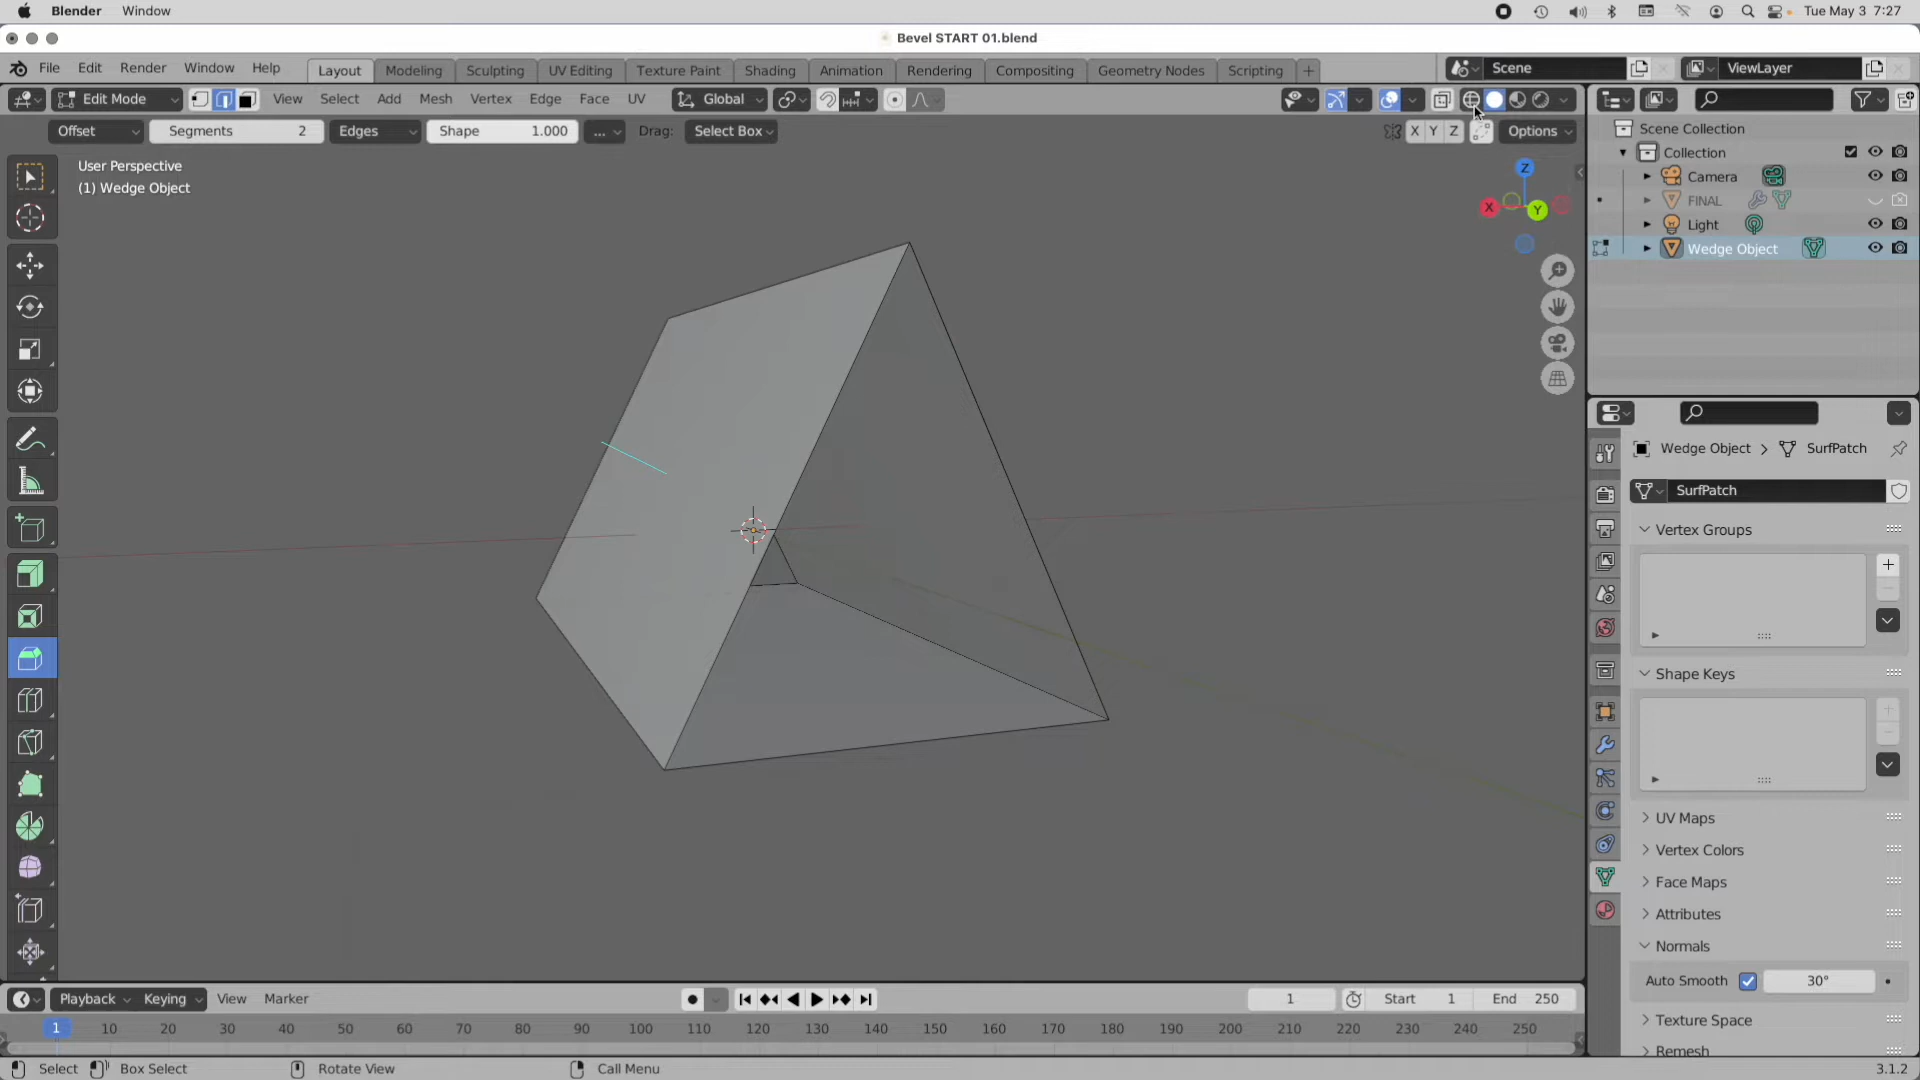 Blender Window Tue May 3 7:27
Bevel START 01.blend
File Edit Render Window Help Layout Modeling Sculpting UV Editing Texture Paint Shading Animation Rendering Compositing Geometry Nodes Scripting + Scene ViewLayer
Edit Mode View Select Add Mesh Vertex Edge Face UV Global
Offset Segments 2 Edges Shape 1.000 ... Drag: Select Box X Y Z Options
User Perspective
(1) Wedge Object
Z
X
Y
Scene Collection
Collection
Camera
FINAL
Light
Wedge Object
Wedge Object > SurfPatch
SurfPatch
Vertex Groups
Shape Keys
UV Maps
Vertex Colors
Face Maps
Attributes
Normals
Auto Smooth 30°
Texture Space
Remesh
Playback Keying View Marker 1 Start 1 End 250
1 10 20 30 40 50 60 70 80 90 100 110 120 130 140 150 160 170 180 190 200 210 220 230 240 250
Select Box Select Rotate View Call Menu 3.1.2